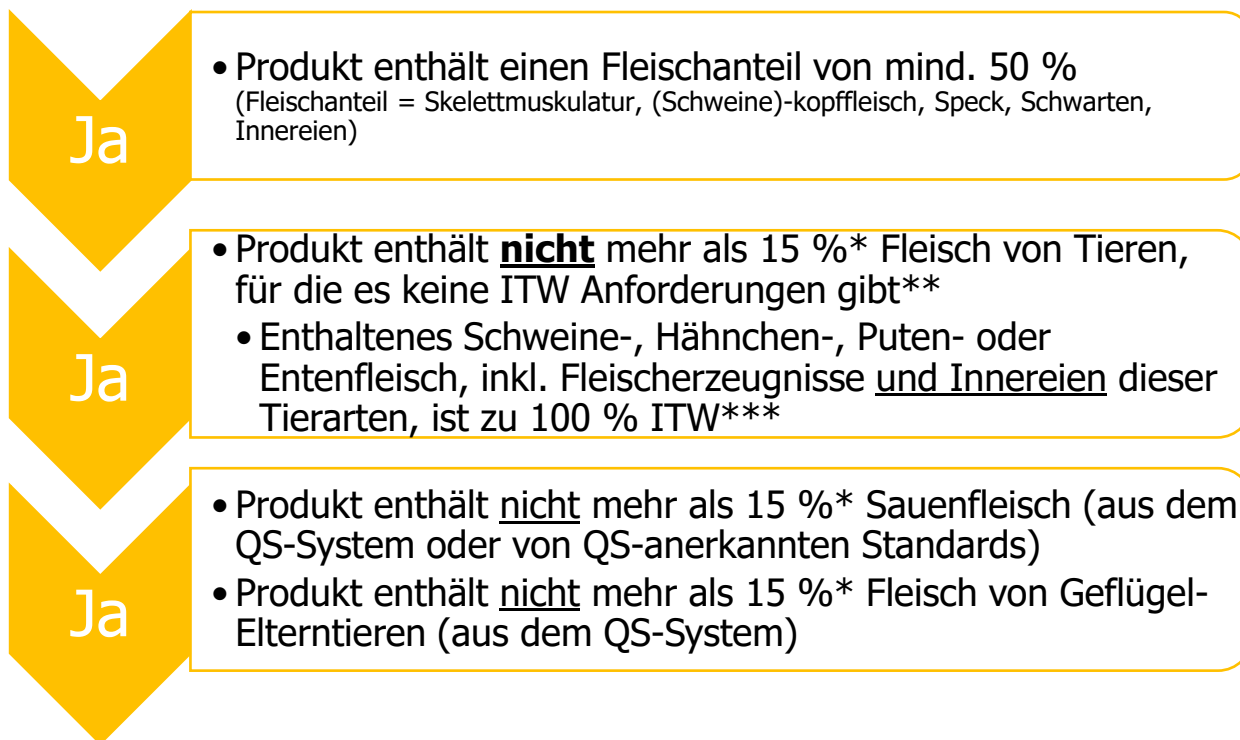 Ja
• Produkt enthält einen Fleischanteil von mind. 50 %
(Fleischanteil = Skelettmuskulatur, (Schweine)-kopffleisch, Speck, Schwarten,
Innereien)
Ja
• Produkt enthält nicht mehr als 15 %* Fleisch von Tieren,
für die es keine ITW Anforderungen gibt**
• Enthaltenes Schweine-, Hähnchen-, Puten- oder
Entenfleisch, inkl. Fleischerzeugnisse und Innereien dieser
Tierarten, ist zu 100 % ITW***
Ja
• Produkt enthält nicht mehr als 15 %* Sauenfleisch (aus dem
QS-System oder von QS-anerkannten Standards)
• Produkt enthält nicht mehr als 15 %* Fleisch von Geflügel-
Elterntieren (aus dem QS-System)